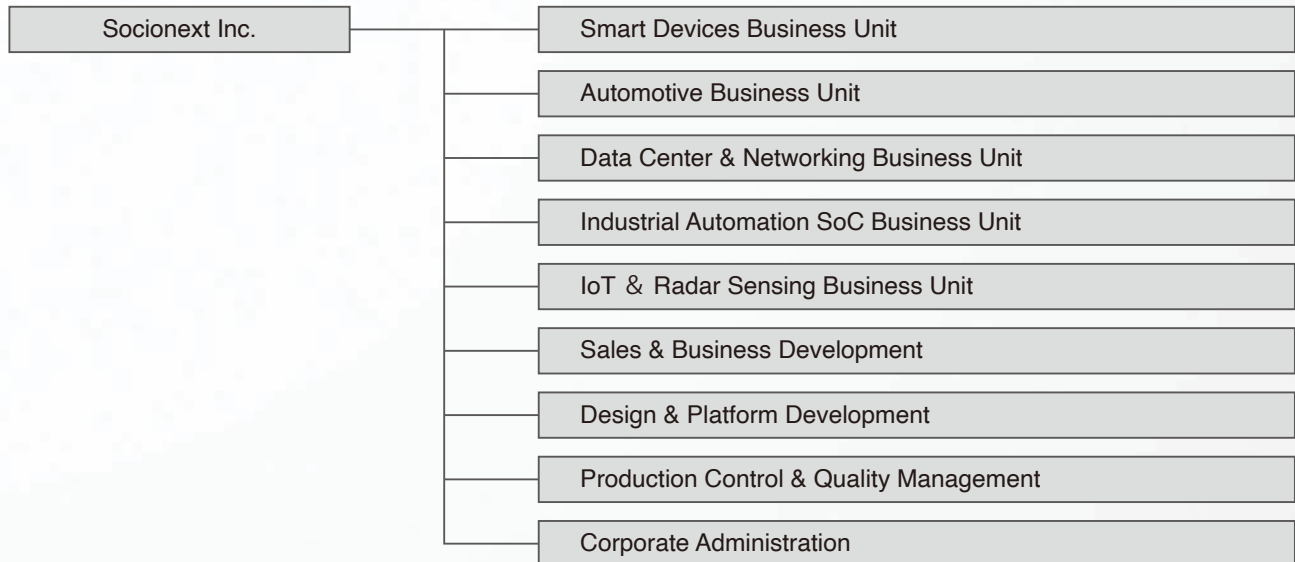 Socionext Inc.
Smart Devices Business Unit
Automotive Business Unit
Data Center & Networking Business Unit
Industrial Automation SoC Business Unit
IoT ＆ Radar Sensing Business Unit
Sales & Business Development
Design & Platform Development
Production Control & Quality Management
Corporate Administration